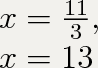 x = 11/3,
x = 13